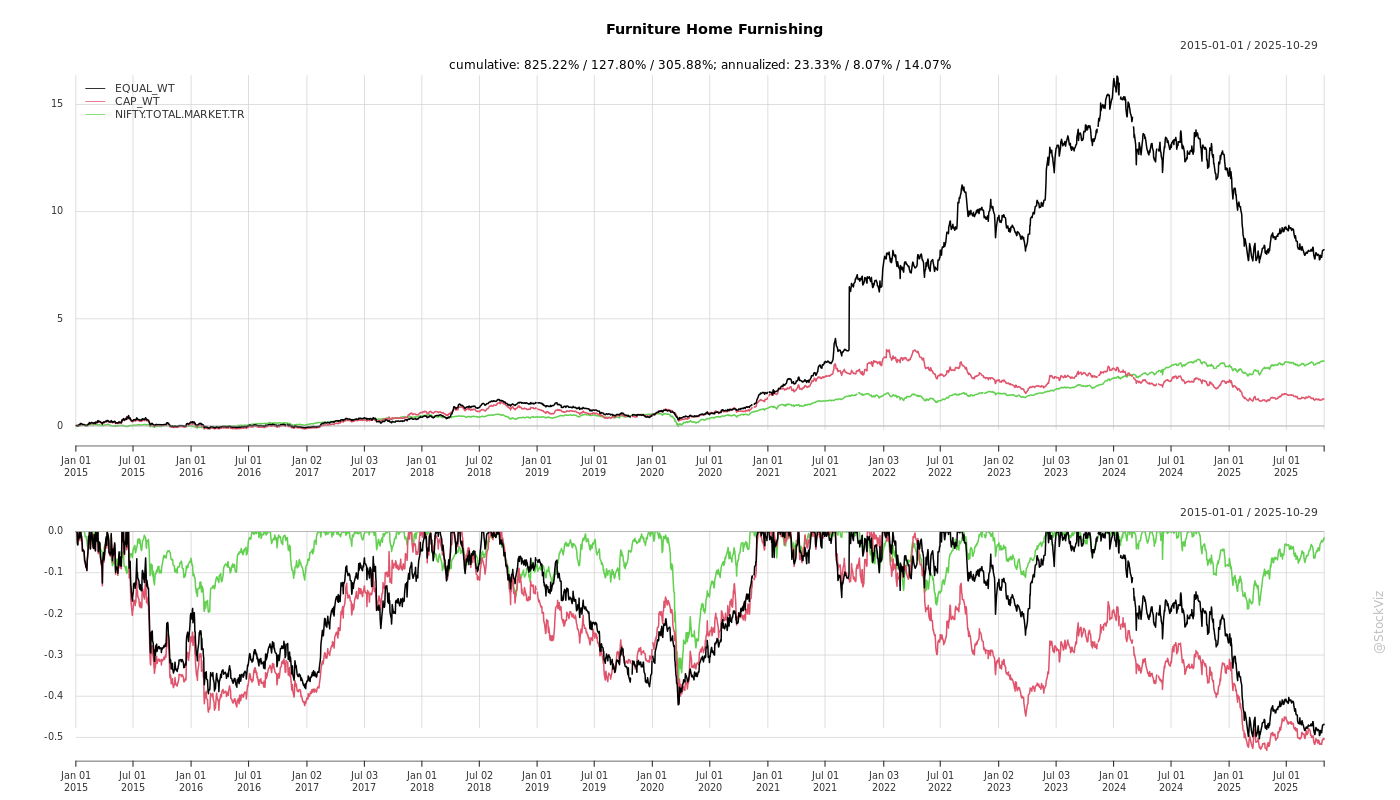 Furniture Home Furnishing
2015-01-01 / 2025-10-29
cumulative: 825.22% / 127.80% / 305.88%; annualized: 23.33% / 8.07% / 14.07%
EQUAL_WT
CAP_WT
NIFTY.TOTAL.MARKET.TR
15
10
5
0
Jan 01 2015
Jul 01 2015
Jan 01 2016
Jul 01 2016
Jan 02 2017
Jul 03 2017
Jan 01 2018
Jul 02 2018
Jan 01 2019
Jul 01 2019
Jan 01 2020
Jul 01 2020
Jan 01 2021
Jul 01 2021
Jan 03 2022
Jul 01 2022
Jan 02 2023
Jul 03 2023
Jan 01 2024
Jul 01 2024
Jan 01 2025
Jul 01 2025
2015-01-01 / 2025-10-29
0.0
-0.1
-0.2
-0.3
-0.4
-0.5
Jan 01 2015
Jul 01 2015
Jan 01 2016
Jul 01 2016
Jan 02 2017
Jul 03 2017
Jan 01 2018
Jul 02 2018
Jan 01 2019
Jul 01 2019
Jan 01 2020
Jul 01 2020
Jan 01 2021
Jul 01 2021
Jan 03 2022
Jul 01 2022
Jan 02 2023
Jul 03 2023
Jan 01 2024
Jul 01 2024
Jan 01 2025
Jul 01 2025
@StockViz